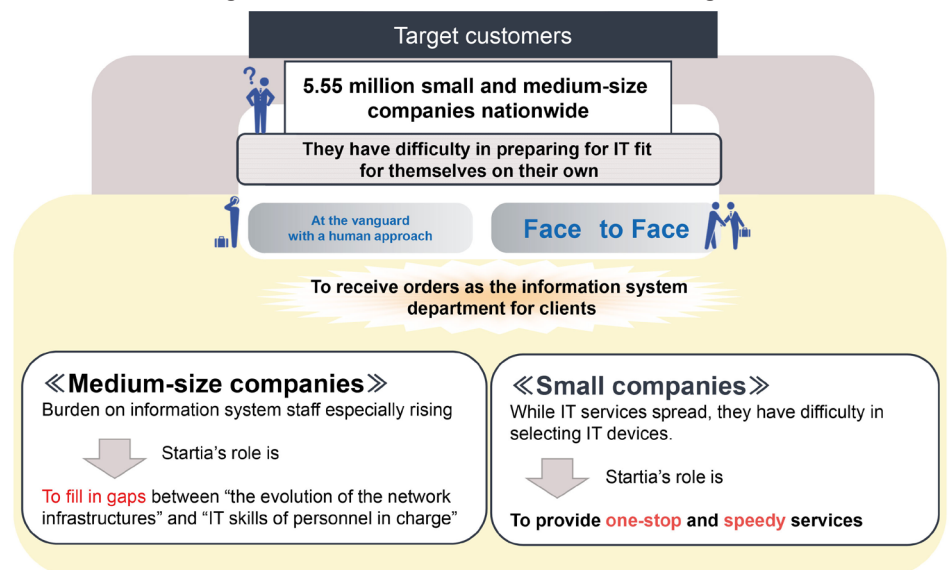 Target customers
?
5.55 million small and medium-size
companies nationwide
They have difficulty in preparing for IT fit
for themselves on their own
At the vanguard
with a human approach
Face to Face
To receive orders as the information system
department for clients
≪Medium-size companies≫
Burden on information system staff especially rising
Startia's role is
To fill in gaps between “the evolution of the network
infrastructures” and “IT skills of personnel in charge”
≪Small companies≫
While IT services spread, they have difficulty in
selecting IT devices.
Startia's role is
To provide one-stop and speedy services